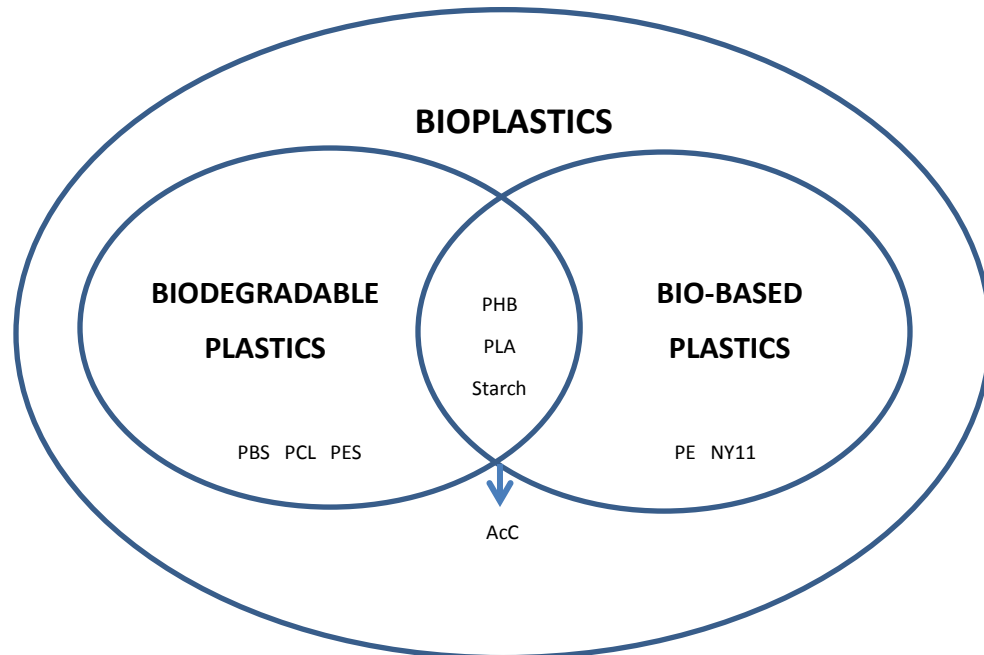 BIOPLASTICS
BIODEGRADABLE
PLASTICS
PHB
PLA
Starch
BIO-BASED
PLASTICS
PBS PCL PES
PE NY11
AcC